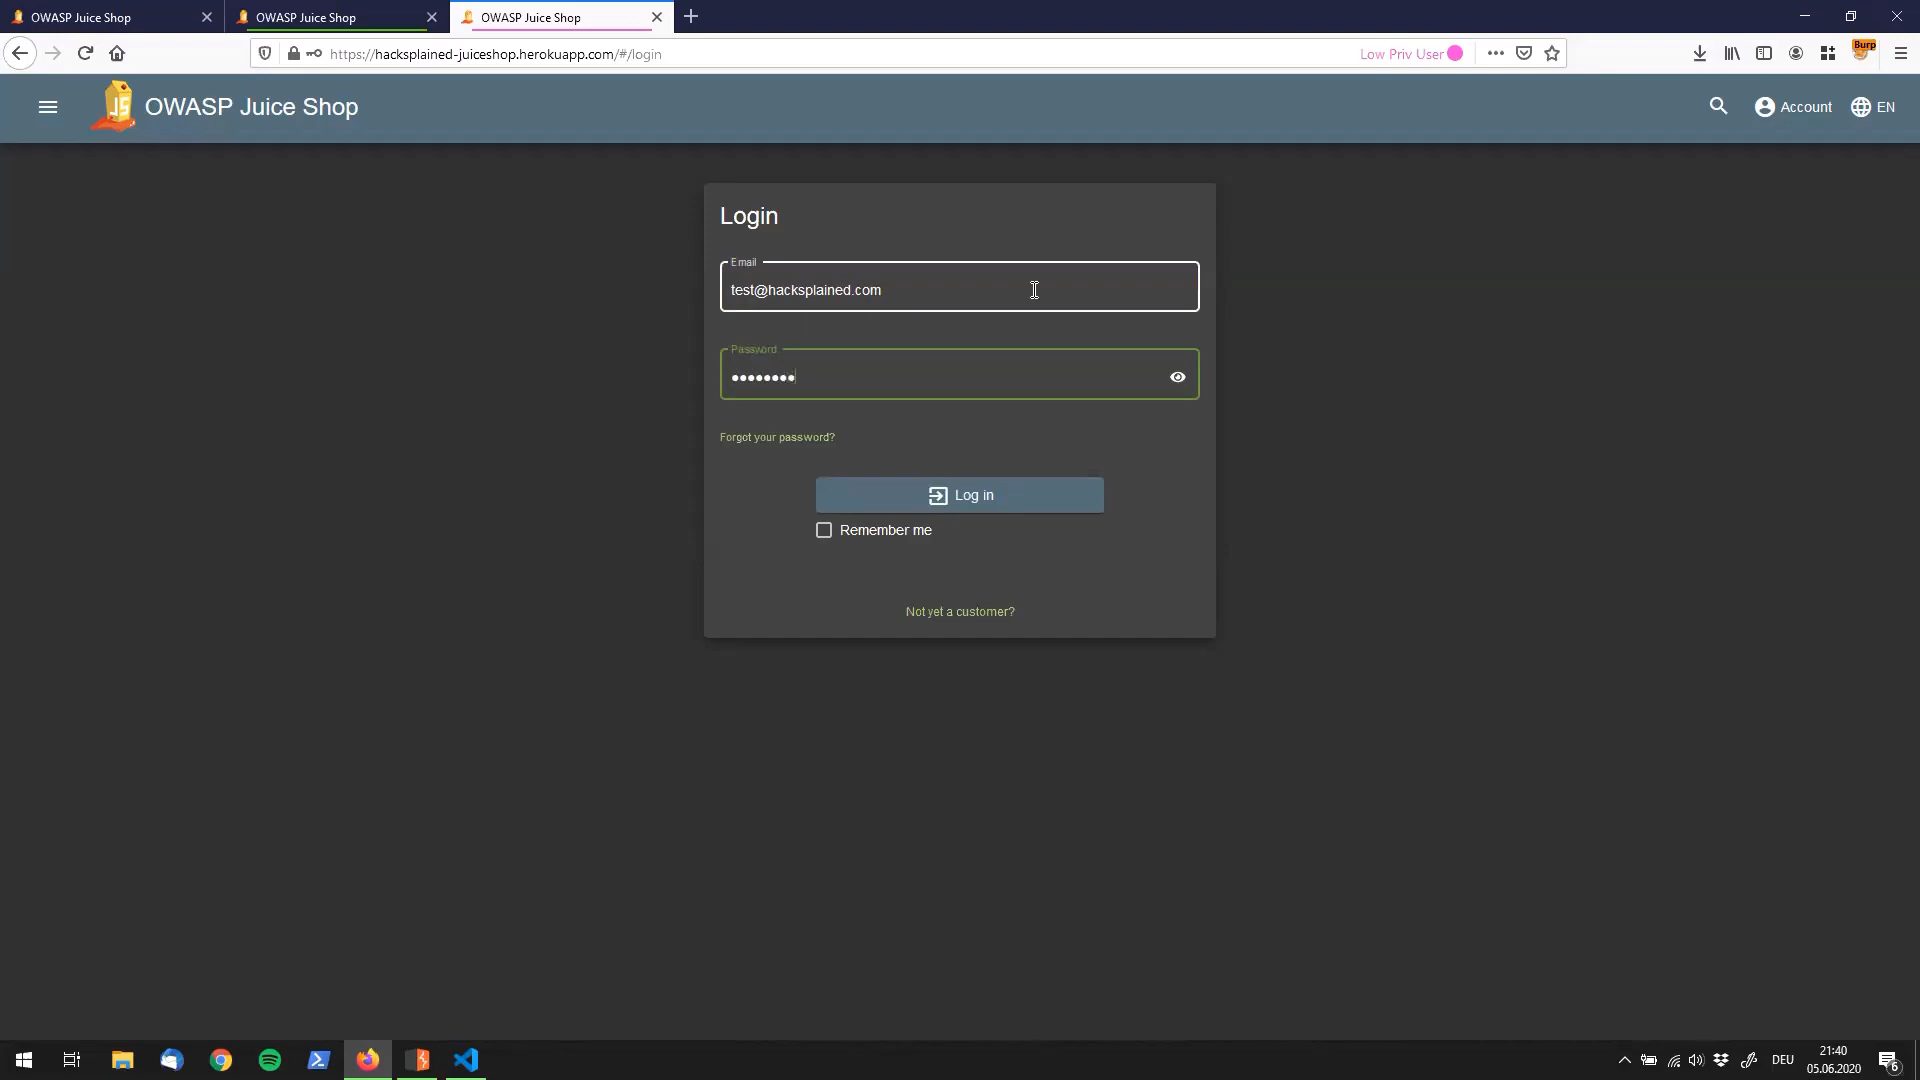 OWASP Juice Shop
OWASP Juice Shop
OWASP Juice Shop
https://hacksplained-juiceshop.herokuapp.com/#/login
Low Priv User
Burp
JS
OWASP Juice Shop
Account
EN
Login
Email
test@hacksplained.com
Password
••••••••
Forgot your password?
Log in
Remember me
Not yet a customer?
DEU
21:40
05.06.2020
6